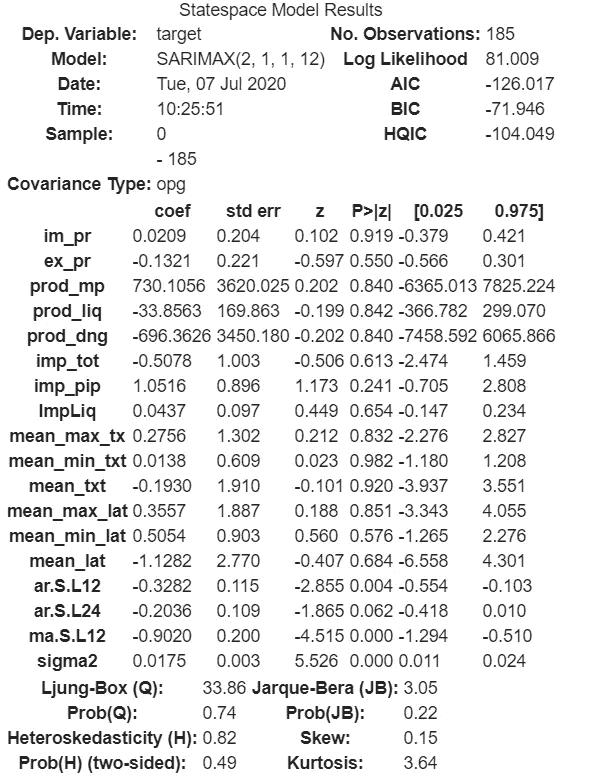 Statespace Model Results
Dep. Variable: target No. Observations: 185
Model: SARIMAX(2, 1, 1, 12) Log Likelihood 81.009
Date: Tue, 07 Jul 2020 AIC -126.017
Time: 10:25:51 BIC -71.946
Sample: 0 HQIC -104.049
- 185
Covariance Type: opg
coef std err z P>|z| [0.025 0.975]
im_pr 0.0209 0.204 0.102 0.919 -0.379 0.421
ex_pr -0.1321 0.221 -0.597 0.550 -0.566 0.301
prod_mp 730.1056 3620.025 0.202 0.840 -6365.013 7825.224
prod_liq -33.8563 169.863 -0.199 0.842 -366.782 299.070
prod_dng -696.3626 3450.180 -0.202 0.840 -7458.592 6065.866
imp_tot -0.5078 1.003 -0.506 0.613 -2.474 1.459
imp_pip 1.0516 0.896 1.173 0.241 -0.705 2.808
ImpLiq 0.0437 0.097 0.449 0.654 -0.147 0.234
mean_max_tx 0.2756 1.302 0.212 0.832 -2.276 2.827
mean_min_txt 0.0138 0.609 0.023 0.982 -1.180 1.208
mean_txt -0.1930 1.910 -0.101 0.920 -3.937 3.551
mean_max_lat 0.3557 1.887 0.188 0.851 -3.343 4.055
mean_min_lat 0.5054 0.903 0.560 0.576 -1.265 2.276
mean_lat -1.1282 2.770 -0.407 0.684 -6.558 4.301
ar.S.L12 -0.3282 0.115 -2.855 0.004 -0.554 -0.103
ar.S.L24 -0.2036 0.109 -1.865 0.062 -0.418 0.010
ma.S.L12 -0.9020 0.200 -4.515 0.000 -1.294 -0.510
sigma2 0.0175 0.003 5.526 0.000 0.011 0.024
Ljung-Box (Q): 33.86 Jarque-Bera (JB): 3.05
Prob(Q): 0.74 Prob(JB): 0.22
Heteroskedasticity (H): 0.82 Skew: 0.15
Prob(H) (two-sided): 0.49 Kurtosis: 3.64